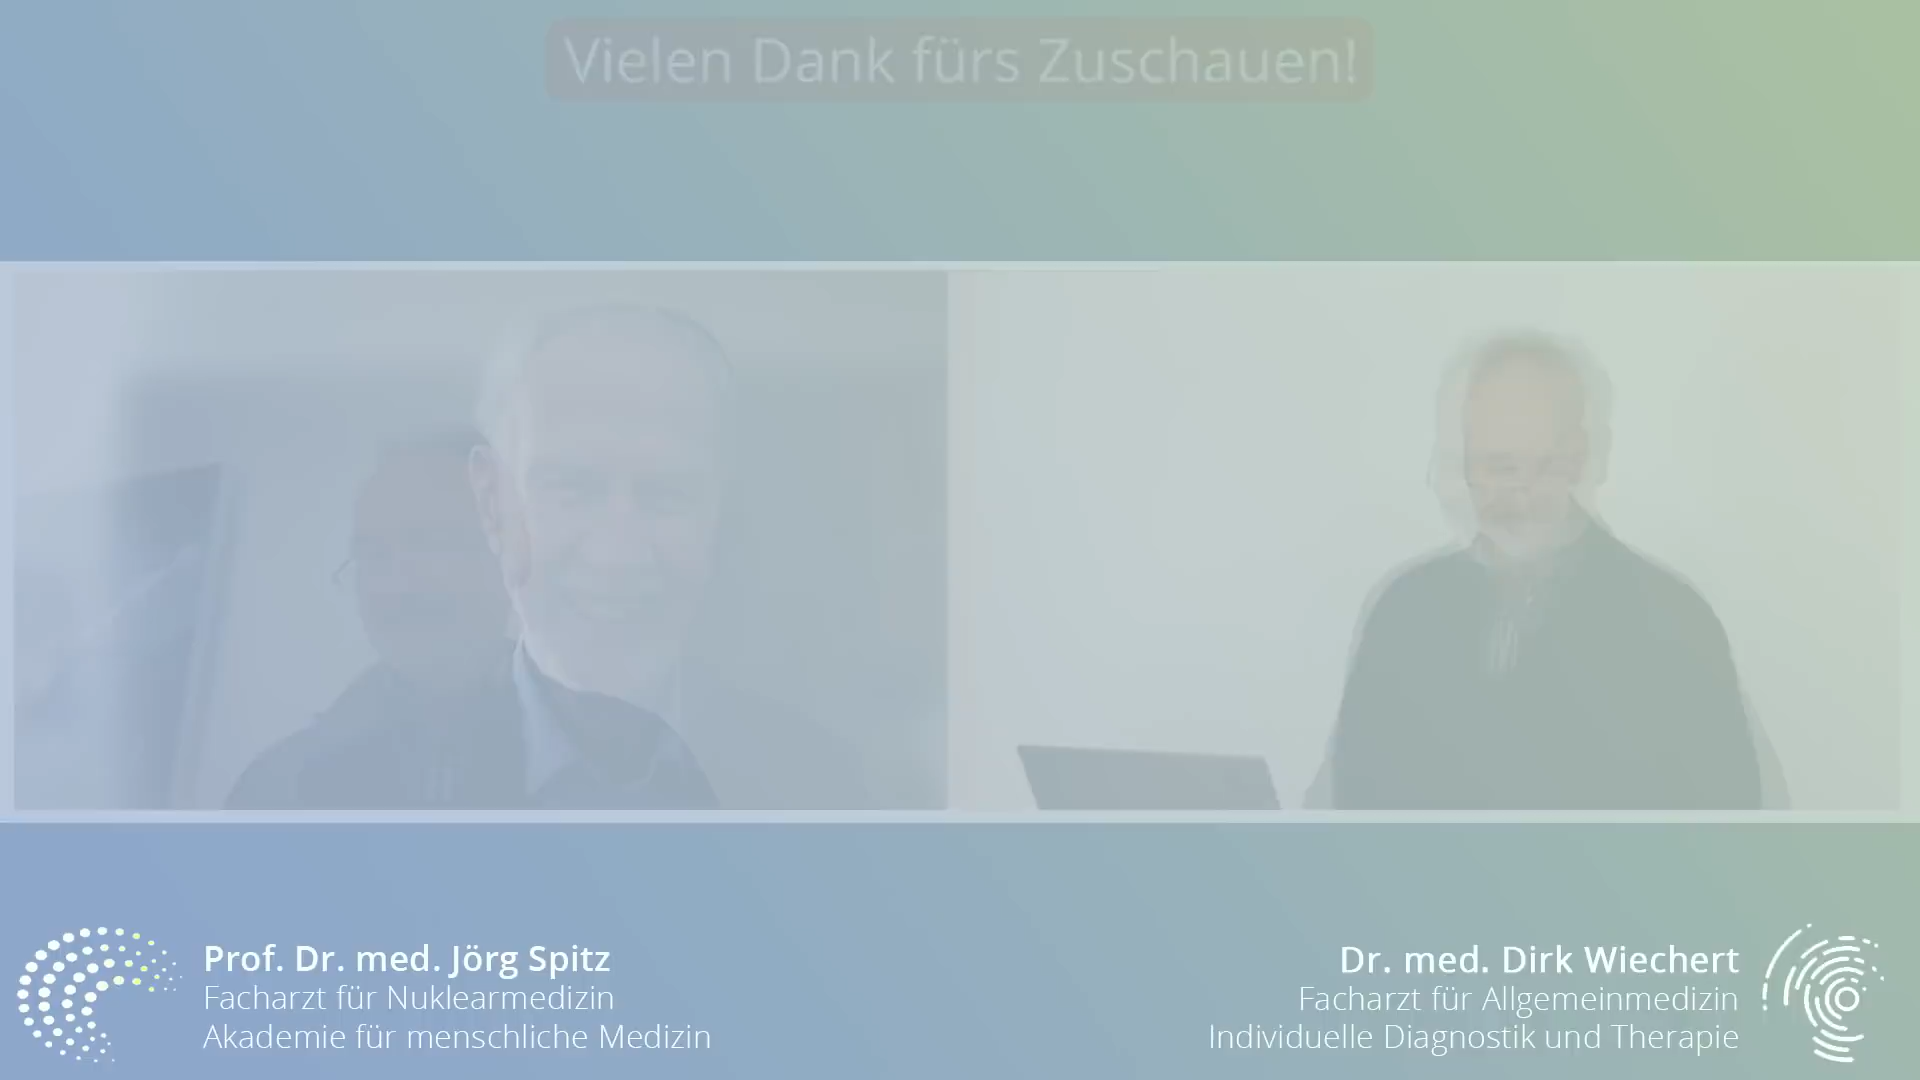 Vielen Dank fürs Zuschauen!
Prof. Dr. med. Jörg Spitz
Facharzt für Nuklearmedizin
Akademie für menschliche Medizin
Dr. med. Dirk Wiechert
Facharzt für Allgemeinmedizin
Individuelle Diagnostik und Therapie